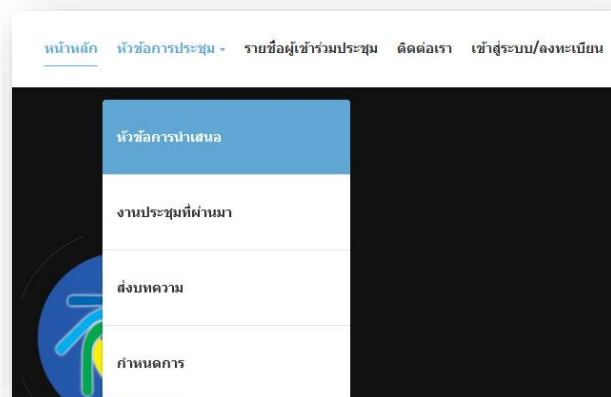 หน้าหลัก หัวข้อการประชุม รายชื่อผู้เข้าร่วมประชุม ติดต่อเรา เข้าสู่ระบบ/ลงทะเบียน
หัวข้อการนำเสนอ
งานประชุมที่ผ่านมา
ส่งบทความ
กำหนดการ